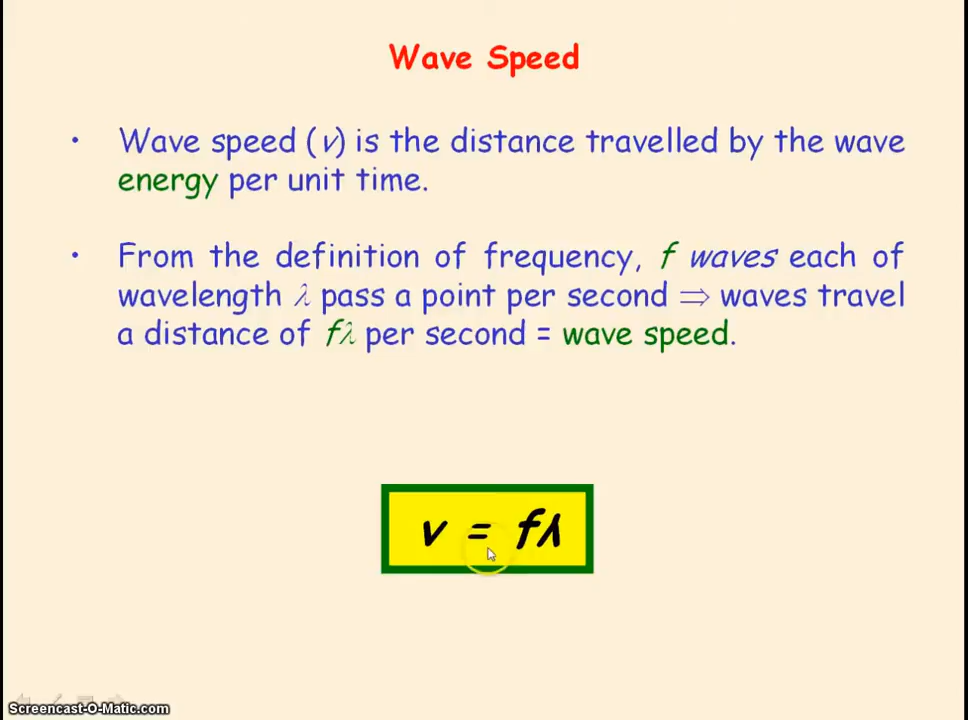 Wave Speed
• Wave speed (v) is the distance travelled by the wave
energy per unit time.
• From the definition of frequency, f waves each of
wavelength λ pass a point per second ⇒ waves travel
a distance of fλ per second = wave speed.
v = fλ
Screencast-O-Matic.com